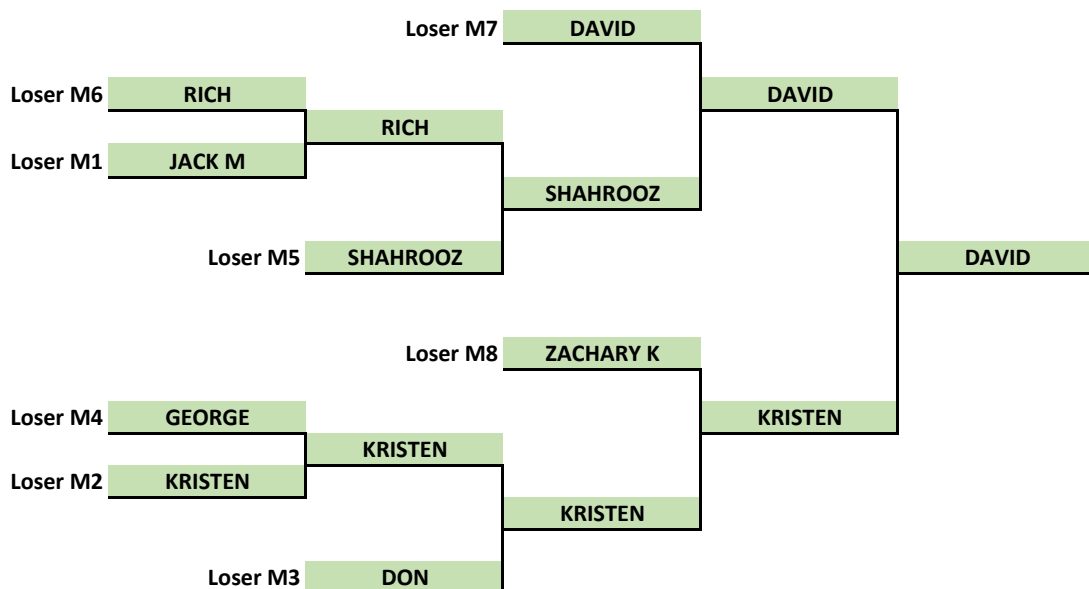 Loser M7 DAVID
Loser M6 RICH DAVID
RICH
Loser M1 JACK M
SHAHROOZ
Loser M5 SHAHROOZ DAVID
Loser M8 ZACHARY K
Loser M4 GEORGE KRISTEN
KRISTEN
Loser M2 KRISTEN
KRISTEN
Loser M3 DON